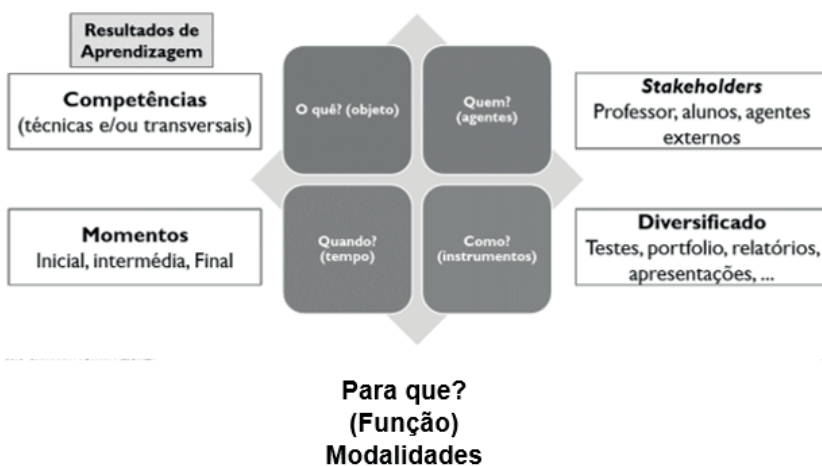 Resultados de
Aprendizagem
Competências
(técnicas e/ou transversais)
O quê? (objeto)
Quem?
(agentes)
Stakeholders
Professor, alunos, agentes
externos
Momentos
Inicial, intermédia, Final
Quando?
(tempo)
Como?
(instrumentos)
Diversificado
Testes, portfolio, relatórios,
apresentações, ...
Para que?
(Função)
Modalidades